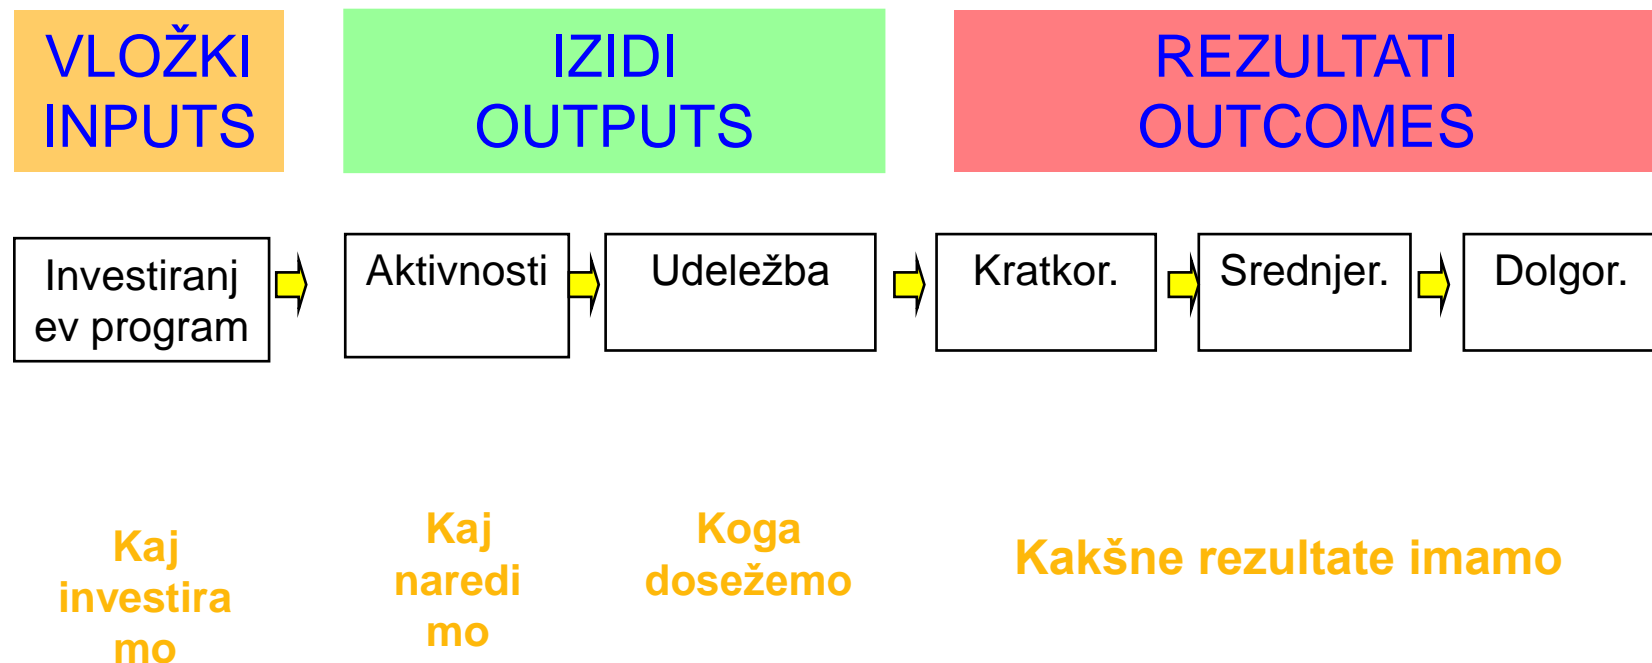 VLOŽKI
INPUTS
IZIDI
OUTPUTS
REZULTATI
OUTCOMES
Investiranj
ev program
Aktivnosti
Udeležba
Kratkor.
Srednjer.
Dolgor.
Kaj
investira
mo
Kaj
naredi
mo
Koga
dosežemo
Kakšne rezultate imamo